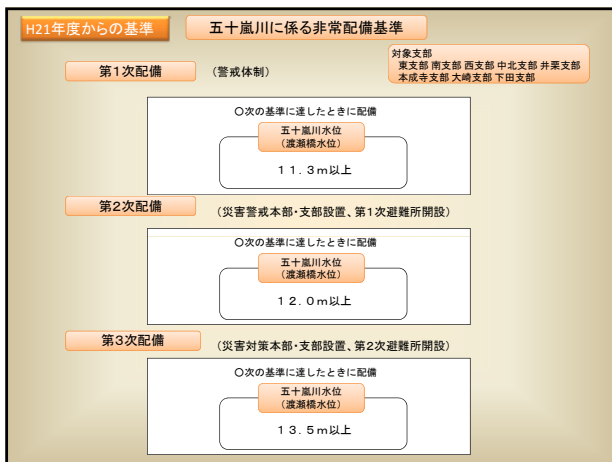 H21年度からの基準
五十嵐川に係る非常配備基準
対象支部
東支部 南支部 西支部 中北支部 井栗支部
本成寺支部 大崎支部 下田支部
第1次配備
(警戒体制)
○次の基準に達したときに配備
五十嵐川水位
(渡瀬橋水位)
11.3m以上
第2次配備
(災害警戒本部・支部設置、第1次避難所開設)
○次の基準に達したときに配備
五十嵐川水位
(渡瀬橋水位)
12.0m以上
第3次配備
(災害対策本部・支部設置、第2次避難所開設)
○次の基準に達したときに配備
五十嵐川水位
(渡瀬橋水位)
13.5m以上